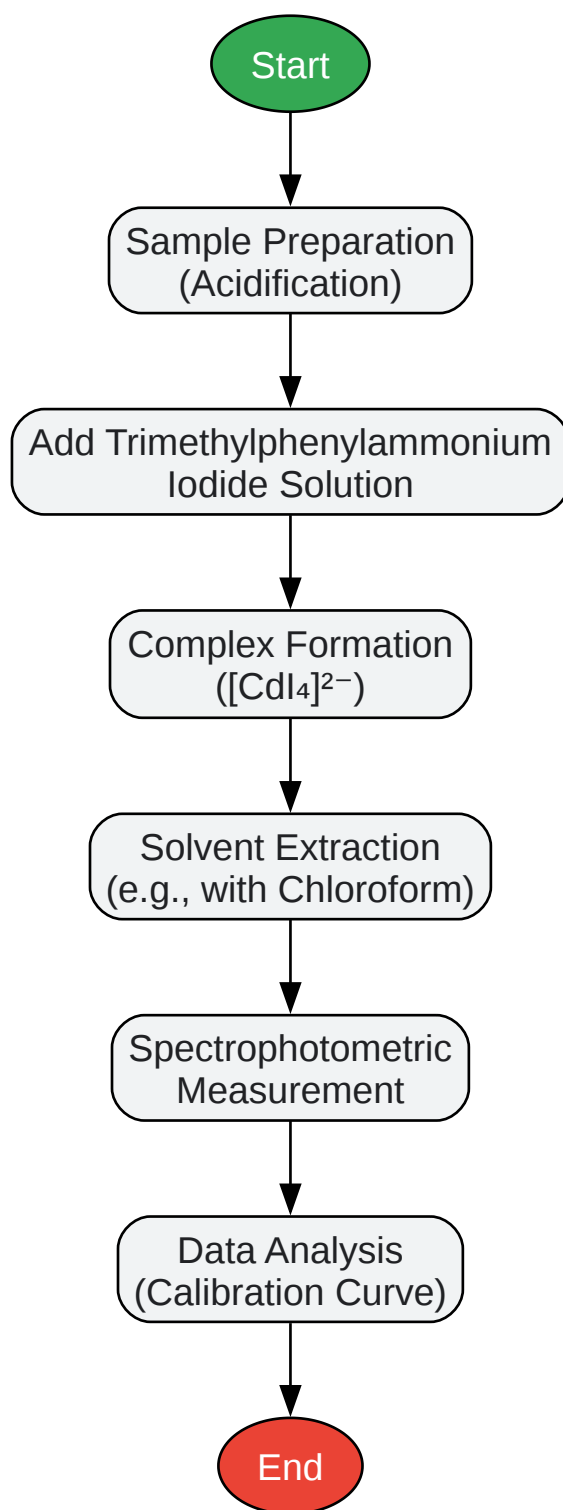 Start
Sample Preparation
(Acidification)
Add Trimethylphenylammonium
Iodide Solution
Complex Formation
([CdI₄]²⁻)
Solvent Extraction
(e.g., with Chloroform)
Spectrophotometric
Measurement
Data Analysis
(Calibration Curve)
End